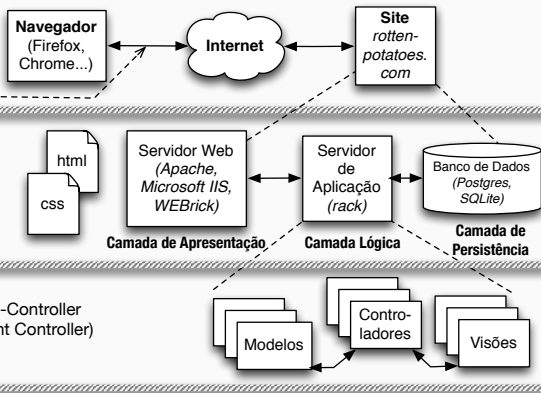 Navegador
(Firefox,
Chrome...)
Internet
Site
rotten-
potatoes.
com
html
css
Servidor Web
(Apache,
Microsoft IIS,
WEBrick)
Camada de Apresentação
Servidor
de
Aplicação
(rack)
Camada Lógica
Banco de Dados
(Postgres,
SQLite)
Camada de
Persistência
-Controller
nt Controller)
Modelos
Contro-
ladores
Visões